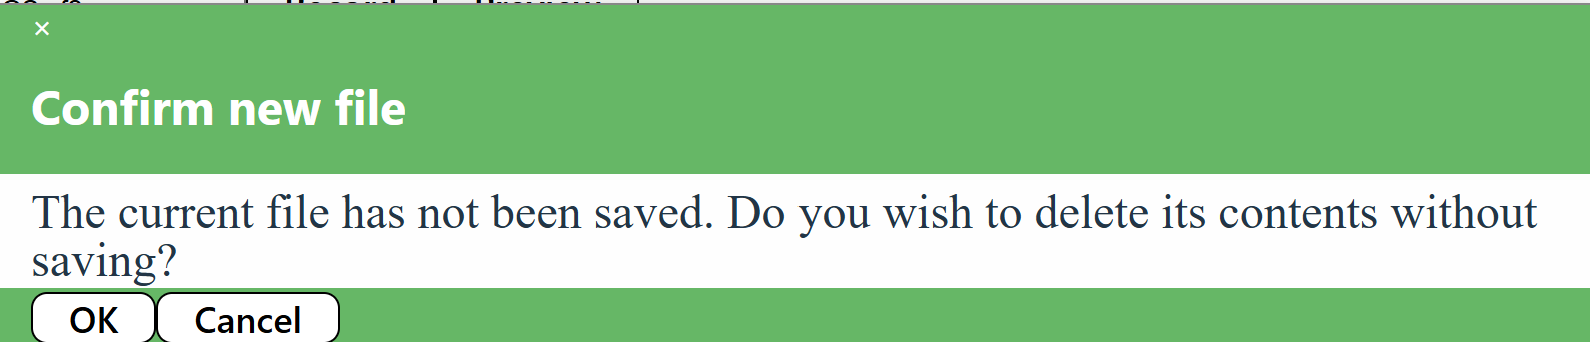 ×
Confirm new file
The current file has not been saved. Do you wish to delete its contents without
saving?
OK Cancel